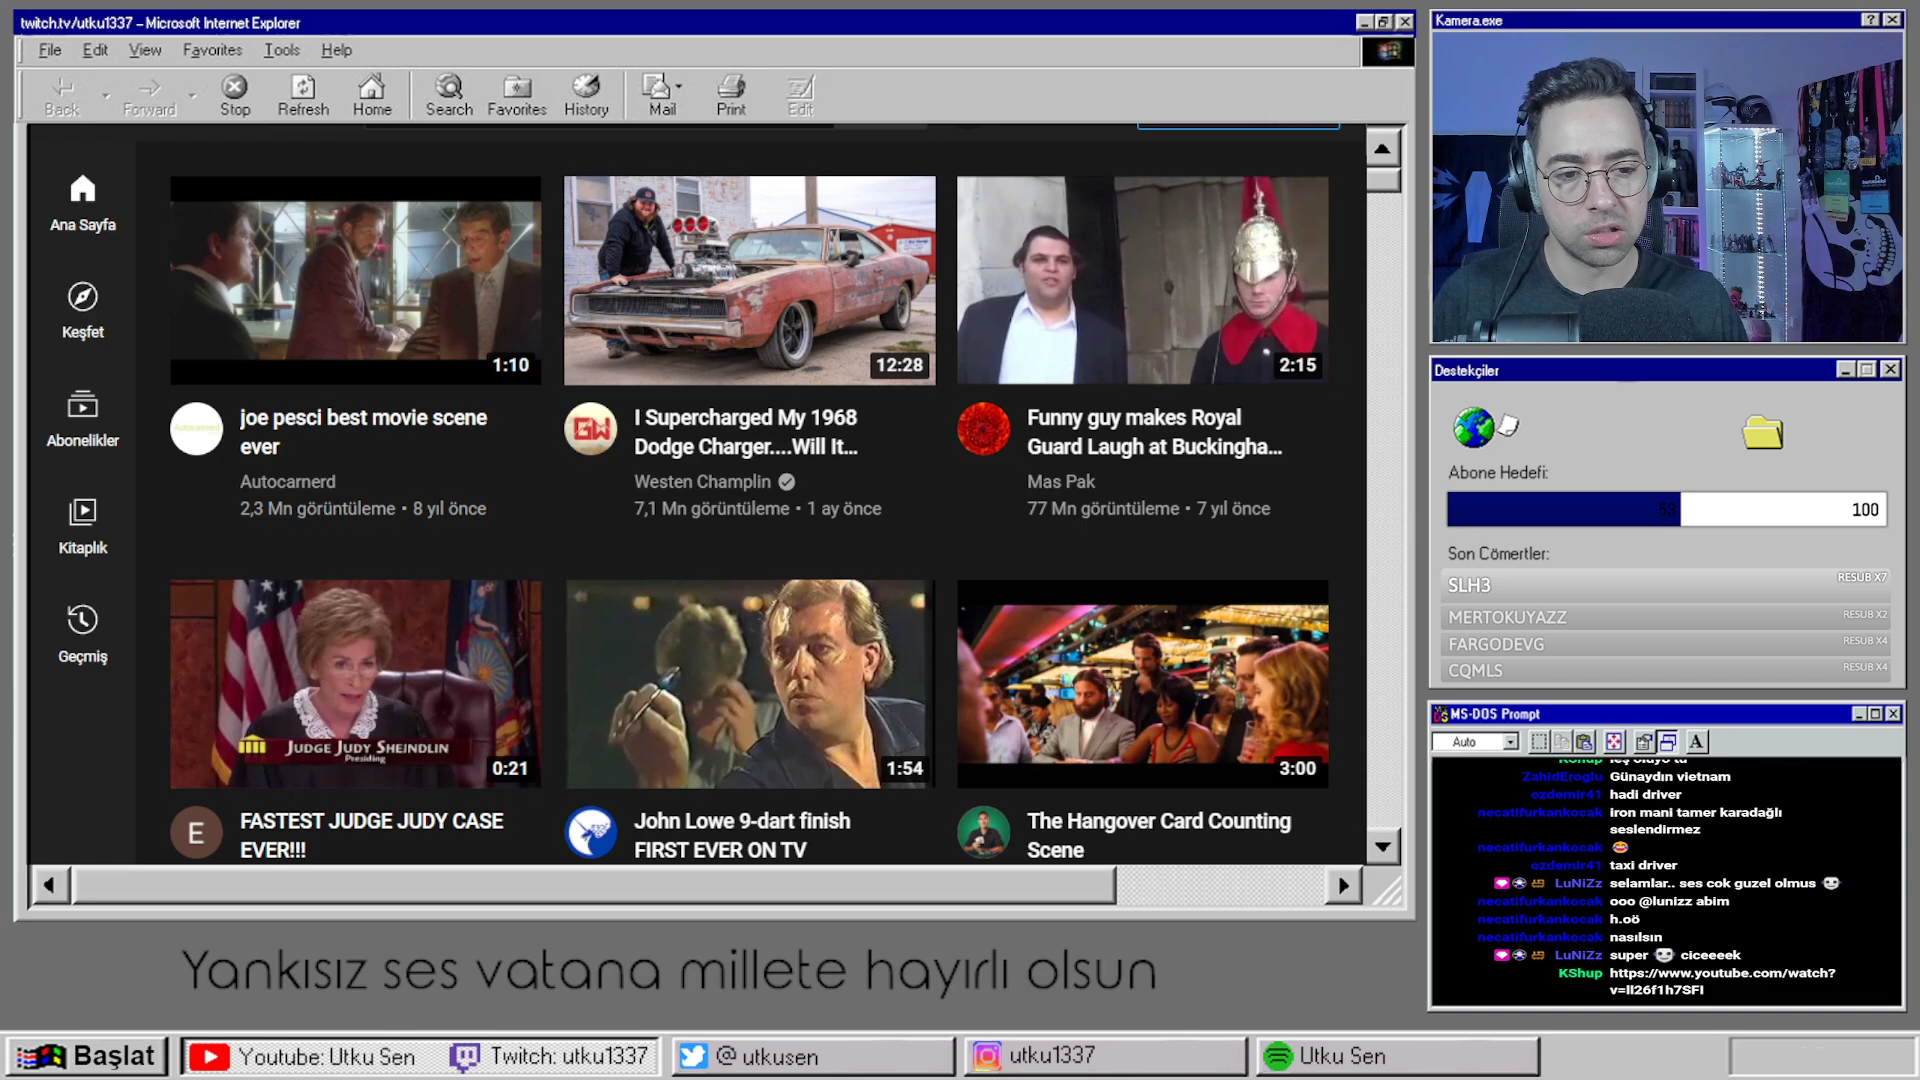 twitch.tv/utku1337 – Microsoft Internet Explorer
File Edit View Favorites Tools Help
Back Forward Stop Refresh Home Search Favorites History Mail Print Edit
Ana Sayfa
Keşfet
Abonelikler
Kitaplık
Geçmiş
1:10
joe pesci best movie scene
ever
Autocarnerd
2,3 Mn görüntüleme • 8 yıl önce
12:28
GW
I Supercharged My 1968
Dodge Charger....Will It...
Westen Champlin
7,1 Mn görüntüleme • 1 ay önce
2:15
Funny guy makes Royal
Guard Laugh at Buckingha...
Mas Pak
77 Mn görüntüleme • 7 yıl önce
JUDGE JUDY SHEINDLIN
Presiding
0:21
E
FASTEST JUDGE JUDY CASE
EVER!!!
1:54
John Lowe 9-dart finish
FIRST EVER ON TV
3:00
The Hangover Card Counting
Scene
Yankısız ses vatana millete hayırlı olsun
Kamera.exe
Destekçiler
Abone Hedefi:
53 100
Son Cömertler:
SLH3 RESUB X7
MERTOKUYAZZ RESUB X2
FARGODEVG RESUB X4
CQMLS RESUB X4
MS-DOS Prompt
Auto A
ZahidEroglu Günaydın vietnam
ozdemir41 hadi driver
necatifurkankocak iron mani tamer karadağlı
seslendirmez
necatifurkankocak
ozdemir41 taxi driver
LuNiZz selamlar.. ses cok guzel olmus
necatifurkankocak ooo @lunizz abim
necatifurkankocak h.oö
necatifurkankocak nasılsın
LuNiZz super ciceeeek
KShup https://www.youtube.com/watch?
v=ll26f1h7SFI
Başlat
Youtube: Utku Sen
Twitch: utku1337
@ utkusen
utku1337
Utku Sen